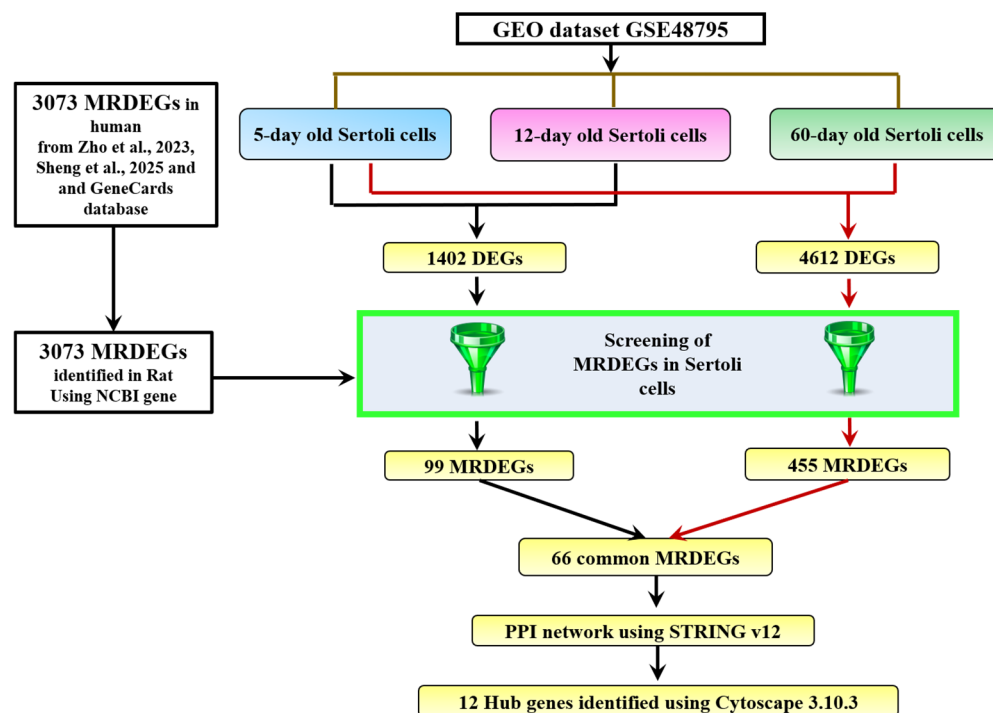 GEO dataset GSE48795
3073 MRDEGs in
human
from Zho et al., 2023,
Sheng et al., 2025 and
and GeneCards
database
5-day old Sertoli cells
12-day old Sertoli cells
60-day old Sertoli cells
1402 DEGs
4612 DEGs
3073 MRDEGs
identified in Rat
Using NCBI gene
Screening of
MRDEGs in Sertoli
cells
99 MRDEGs
455 MRDEGs
66 common MRDEGs
PPI network using STRING v12
12 Hub genes identified using Cytoscape 3.10.3